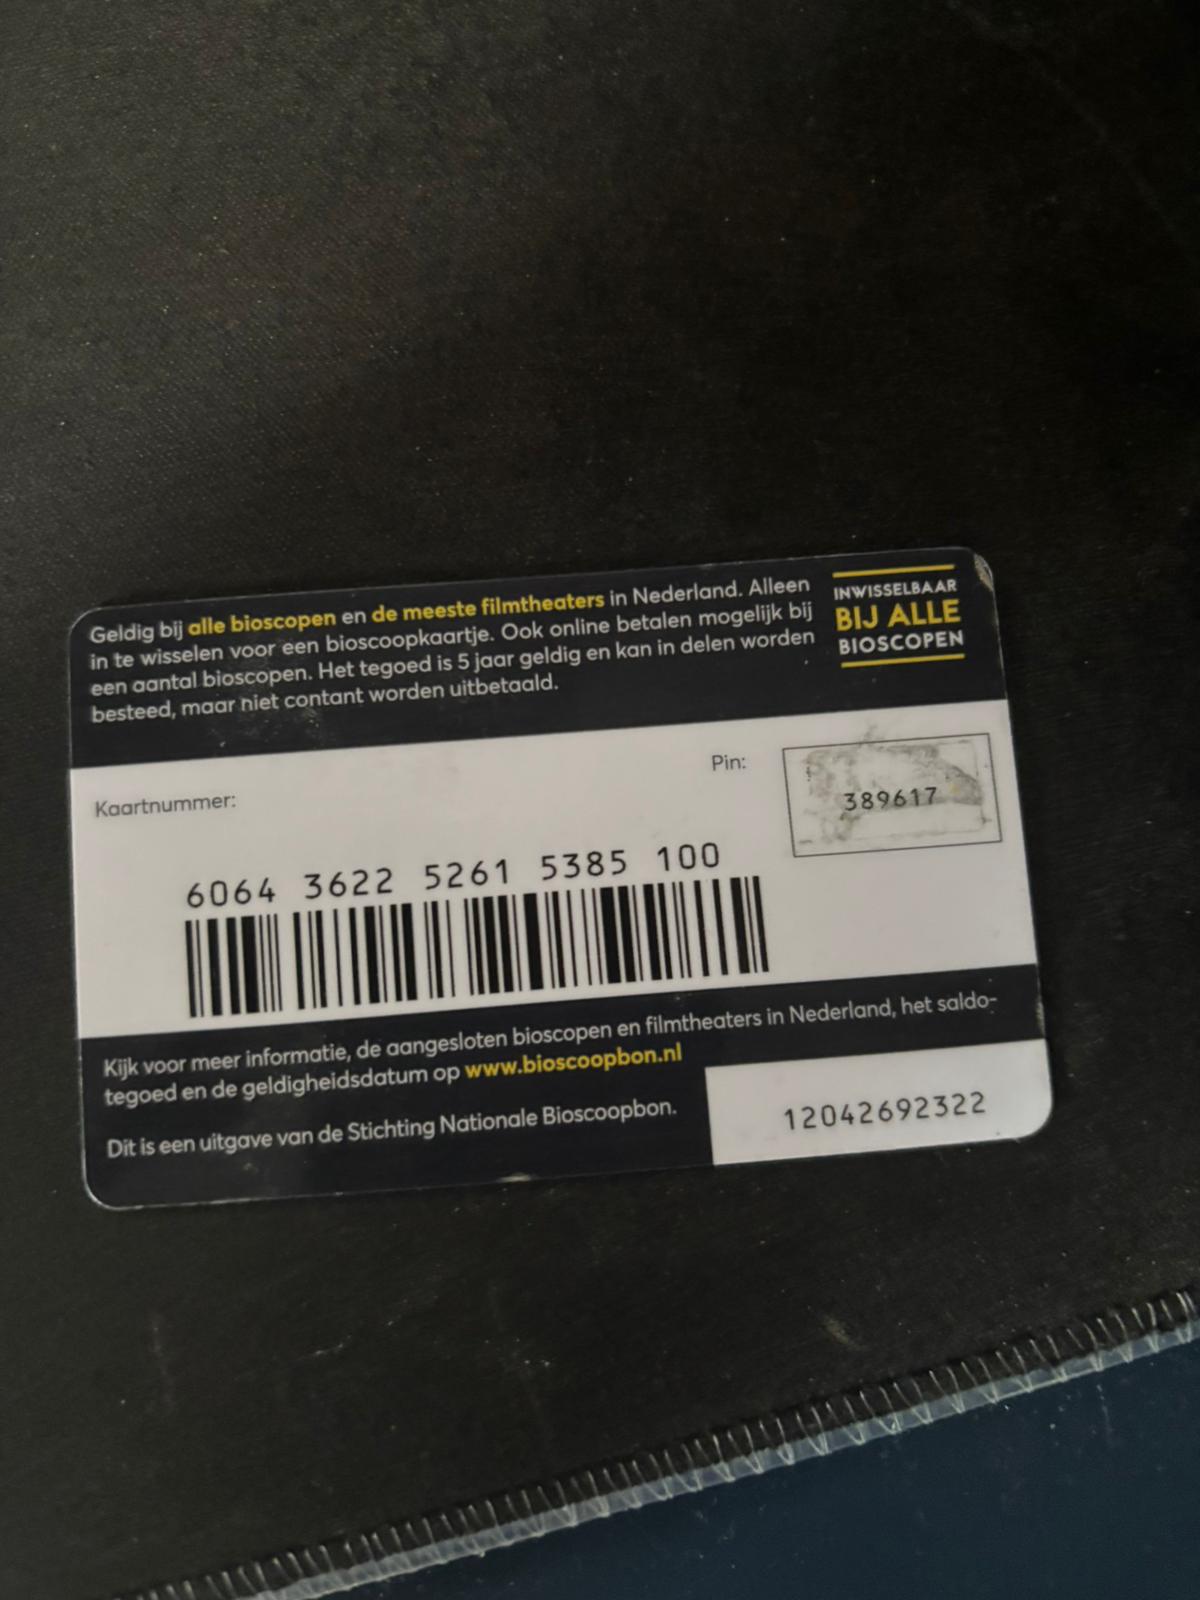 Geldig bij alle bioscopen en de meeste filmtheaters in Nederland. Alleen
in te wisselen voor een bioscoopkaartje. Ook online betalen mogelijk bij
een aantal bioscopen. Het tegoed is 5 jaar geldig en kan in delen worden
besteed, maar niet contant worden uitbetaald.
INWISSELBAAR
BIJ ALLE
BIOSCOPEN
Pin:
389617
Kaartnummer:
6064 3622 5261 5385 100
Kijk voor meer informatie, de aangesloten bioscopen en filmtheaters in Nederland, het saldo-
tegoed en de geldigheidsdatum op www.bioscoopbon.nl
Dit is een uitgave van de Stichting Nationale Bioscoopbon.
12042692322